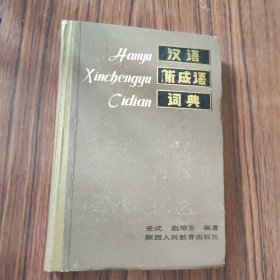 Hanyu 汉语
Xinchengyu 新成语
Cidian 词典
史式 赵培玉 编著
陕西人民教育出版社